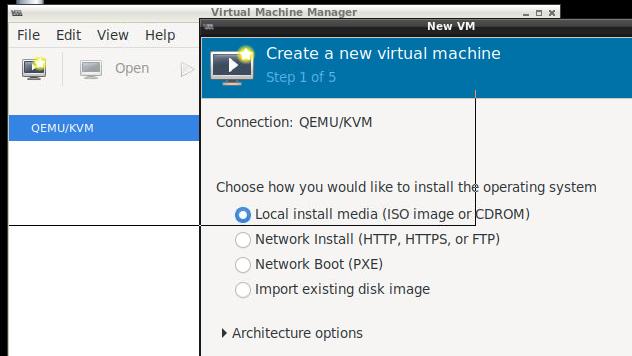 Virtual Machine Manager
New VM
File Edit View Help
Open
Create a new virtual machine
Step 1 of 5
QEMU/KVM
Connection: QEMU/KVM
Choose how you would like to install the operating system
Local install media (ISO image or CDROM)
Network Install (HTTP, HTTPS, or FTP)
Network Boot (PXE)
Import existing disk image
Architecture options